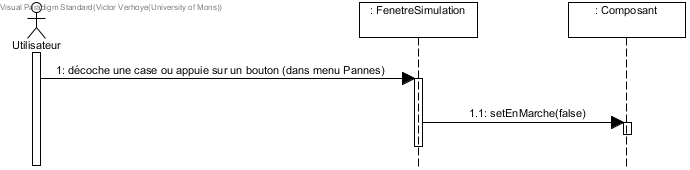 Visual Paradigm Standard(Victor Verhoye(University of Mons))
: FenetreSimulation
: Composant
Utilisateur
1: décoche une case ou appuie sur un bouton (dans menu Pannes)
1.1: setEnMarche(false)